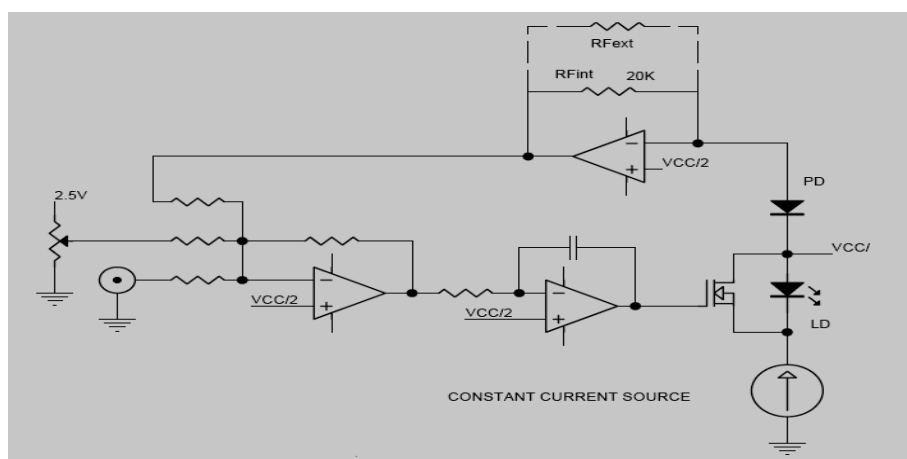 RFext
RFint 20K
VCC/2
PD
2.5V
VCC/
VCC/2
VCC/2
LD
CONSTANT CURRENT SOURCE